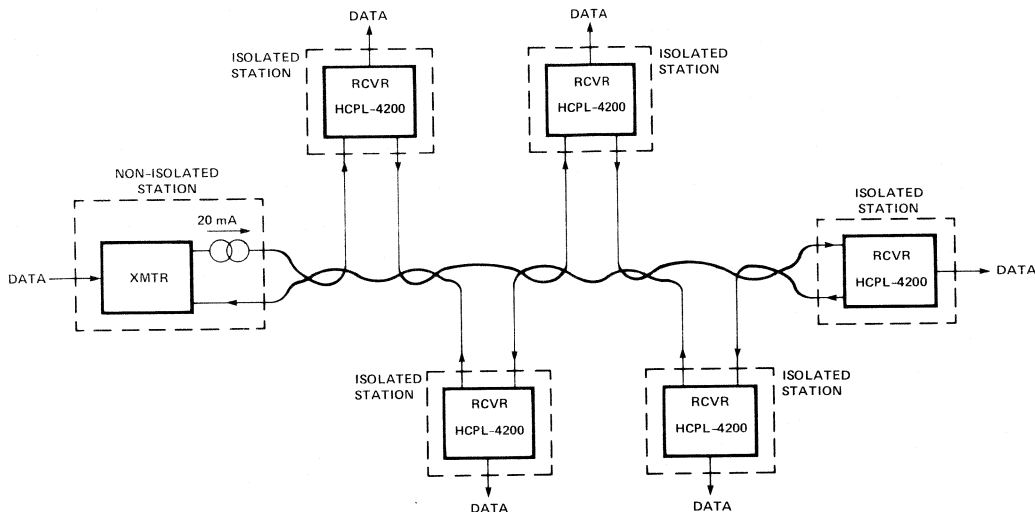 DATA
ISOLATED
STATION
RCVR
HCPL-4200
DATA
ISOLATED
STATION
RCVR
HCPL-4200
NON-ISOLATED
STATION
20 mA
XMTR
DATA
ISOLATED
STATION
RCVR
HCPL-4200
DATA
ISOLATED
STATION
RCVR
HCPL-4200
DATA
ISOLATED
STATION
RCVR
HCPL-4200
DATA